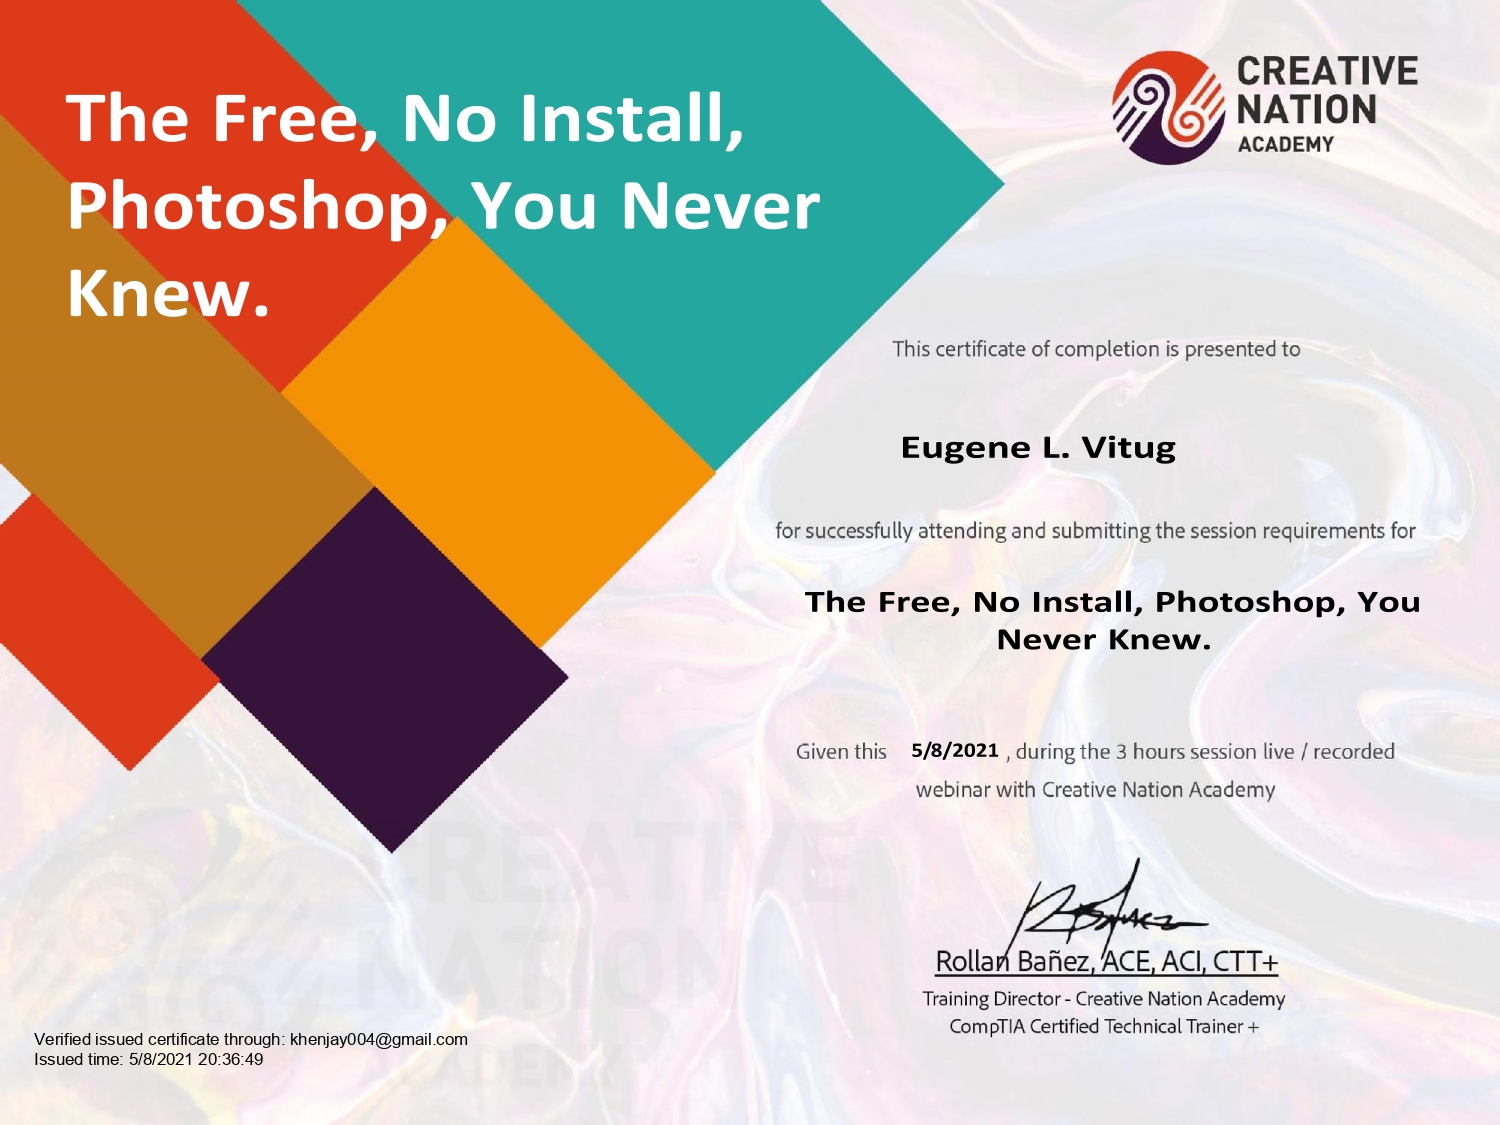 The Free, No Install,
Photoshop, You Never
Knew.
CREATIVE
NATION
ACADEMY
This certificate of completion is presented to
Eugene L. Vitug
for successfully attending and submitting the session requirements for
The Free, No Install, Photoshop, You
Never Knew.
Given this 5/8/2021 , during the 3 hours session live / recorded
webinar with Creative Nation Academy
CREATIVE
NATION
ACADEMY
Rollan Bañez, ACE, ACI, CTT+
Training Director - Creative Nation Academy
CompTIA Certified Technical Trainer +
Verified issued certificate through: khenjay004@gmail.com
Issued time: 5/8/2021 20:36:49